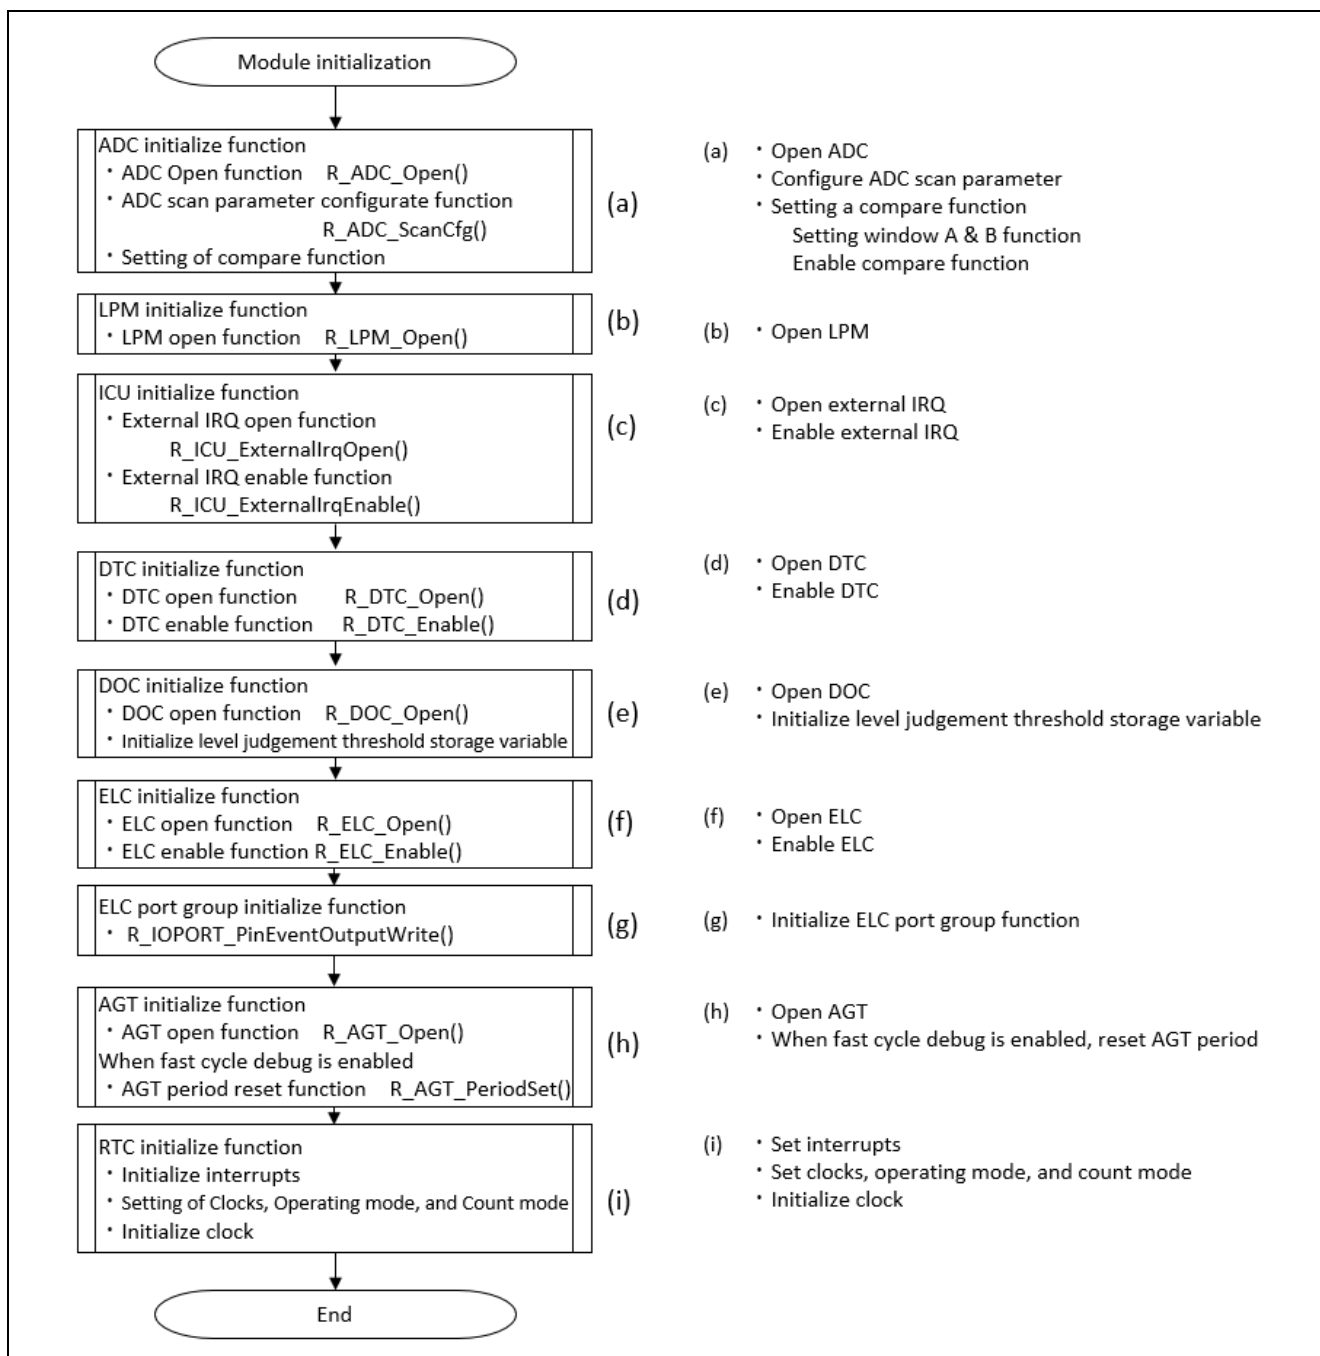 Module initialization
ADC initialize function
・ADC Open function R_ADC_Open()
・ADC scan parameter configurate function
R_ADC_ScanCfg()
・Setting of compare function
(a)
(a) ・Open ADC
・Configure ADC scan parameter
・Setting a compare function
Setting window A & B function
Enable compare function
LPM initialize function
・LPM open function R_LPM_Open()
(b)
(b) ・Open LPM
ICU initialize function
・External IRQ open function
R_ICU_ExternalIrqOpen()
・External IRQ enable function
R_ICU_ExternalIrqEnable()
(c)
(c) ・Open external IRQ
・Enable external IRQ
DTC initialize function
・DTC open function R_DTC_Open()
・DTC enable function R_DTC_Enable()
(d)
(d) ・Open DTC
・Enable DTC
DOC initialize function
・DOC open function R_DOC_Open()
・Initialize level judgement threshold storage variable
(e)
(e) ・Open DOC
・Initialize level judgement threshold storage variable
ELC initialize function
・ELC open function R_ELC_Open()
・ELC enable function R_ELC_Enable()
(f)
(f) ・Open ELC
・Enable ELC
ELC port group initialize function
・R_IOPORT_PinEventOutputWrite()
(g)
(g) ・Initialize ELC port group function
AGT initialize function
・AGT open function R_AGT_Open()
When fast cycle debug is enabled
・AGT period reset function R_AGT_PeriodSet()
(h)
(h) ・Open AGT
・When fast cycle debug is enabled, reset AGT period
RTC initialize function
・Initialize interrupts
・Setting of Clocks, Operating mode, and Count mode
・Initialize clock
(i)
(i) ・Set interrupts
・Set clocks, operating mode, and count mode
・Initialize clock
End